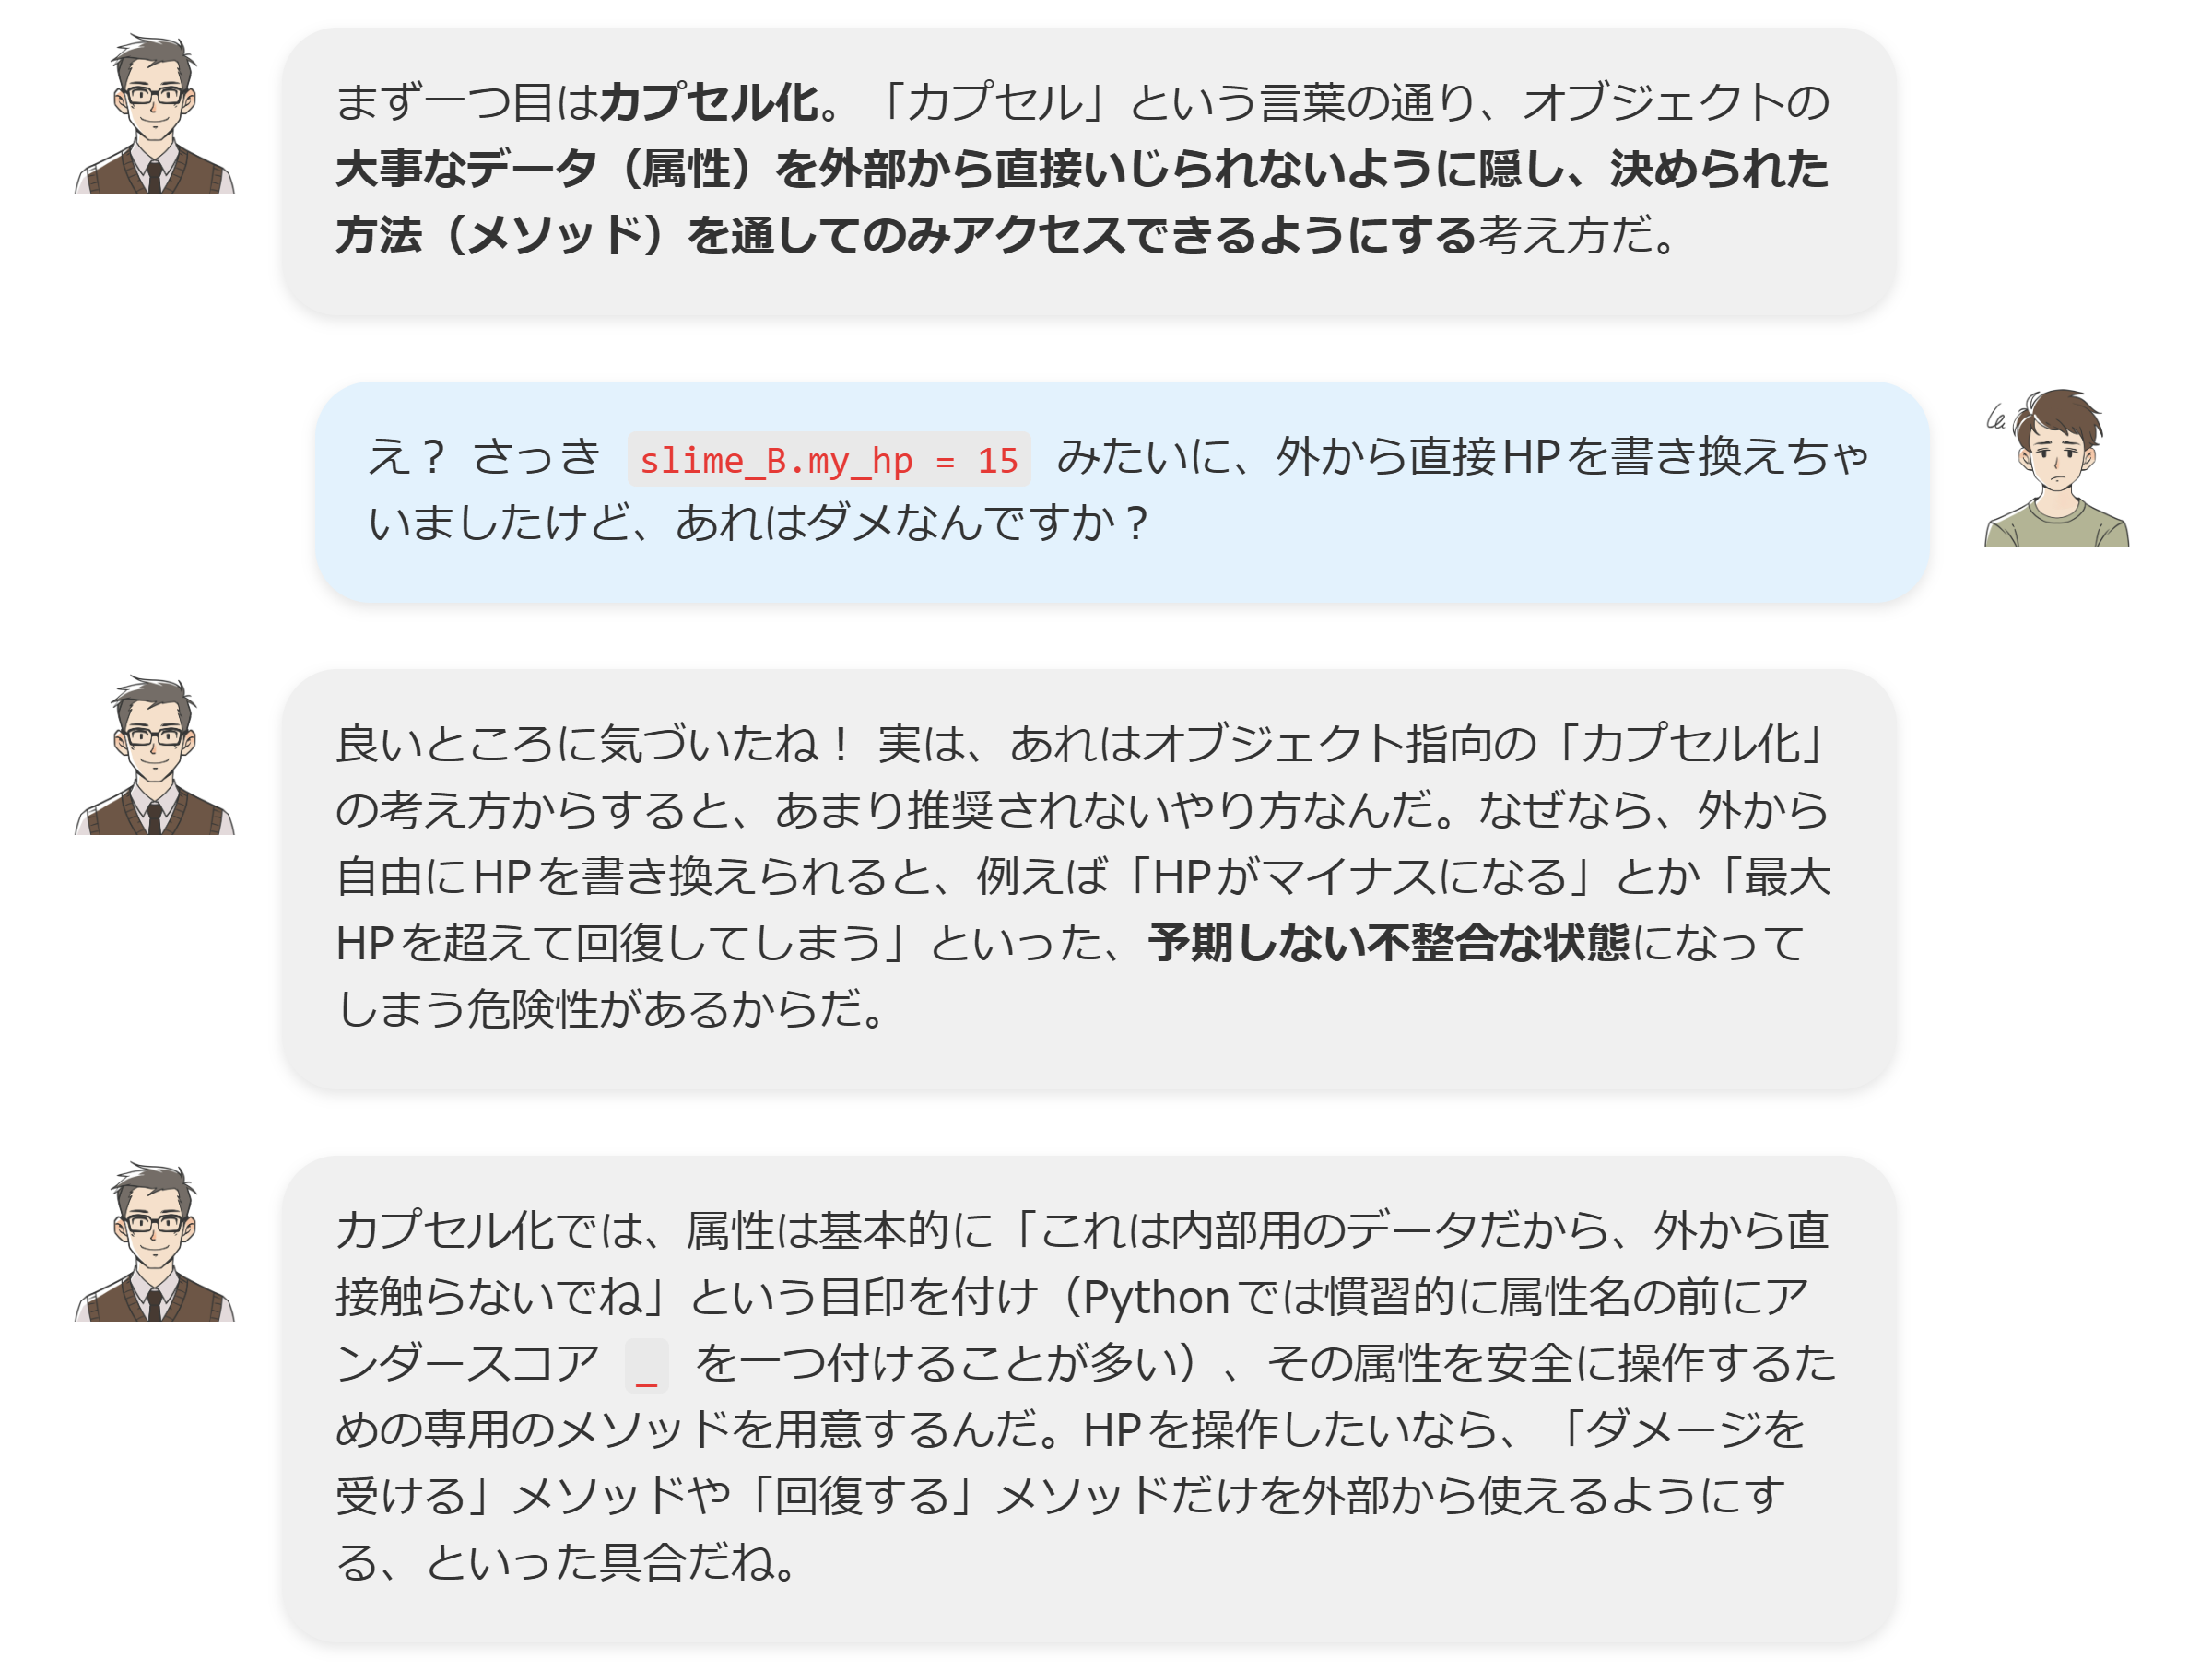 まず一つ目はカプセル化。「カプセル」という言葉の通り、オブジェクトの
大事なデータ（属性）を外部から直接いじられないように隠し、決められた
方法（メソッド）を通してのみアクセスできるようにする考え方だ。
え？ さっき slime_B.my_hp = 15 みたいに、外から直接HPを書き換えちゃ
いましたけど、あれはダメなんですか？
良いところに気づいたね！ 実は、あれはオブジェクト指向の「カプセル化」
の考え方からすると、あまり推奨されないやり方なんだ。なぜなら、外から
自由にHPを書き換えられると、例えば「HPがマイナスになる」とか「最大
HPを超えて回復してしまう」といった、予期しない不整合な状態になって
しまう危険性があるからだ。
カプセル化では、属性は基本的に「これは内部用のデータだから、外から直
接触らないでね」という目印を付け（Pythonでは慣習的に属性名の前にア
ンダースコア _ を一つ付けることが多い）、その属性を安全に操作するた
めの専用のメソッドを用意するんだ。HPを操作したいなら、「ダメージを
受ける」メソッドや「回復する」メソッドだけを外部から使えるようにす
る、といった具合だね。